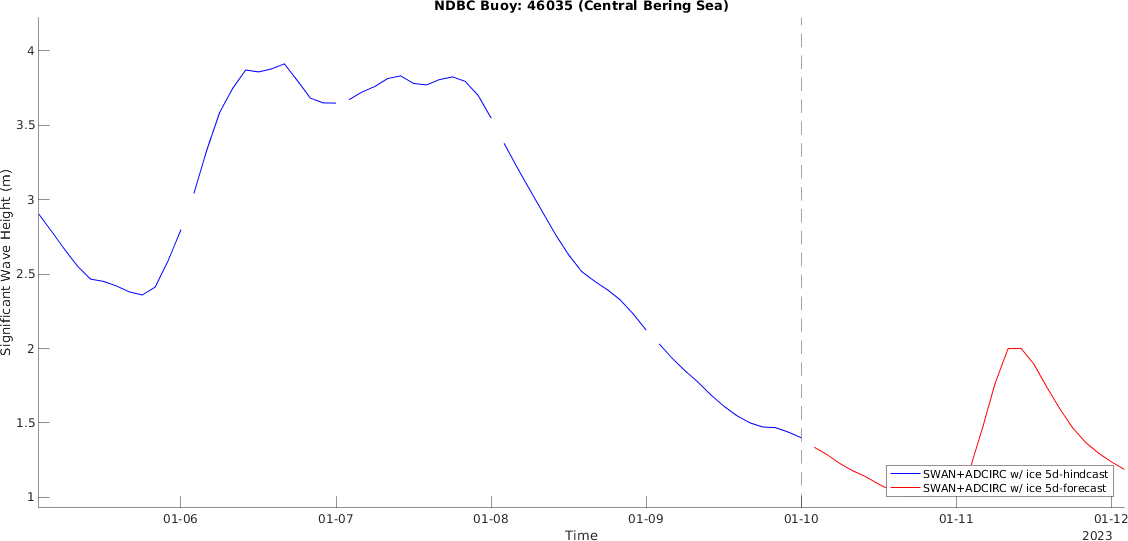 NDBC Buoy: 46035 (Central Bering Sea)
Significant Wave Height (m)
4
3.5
3
2.5
2
1.5
1
SWAN+ADCIRC w/ ice 5d-hindcast
SWAN+ADCIRC w/ ice 5d-forecast
01-06 01-07 01-08 01-09 01-10 01-11 01-12
Time
2023